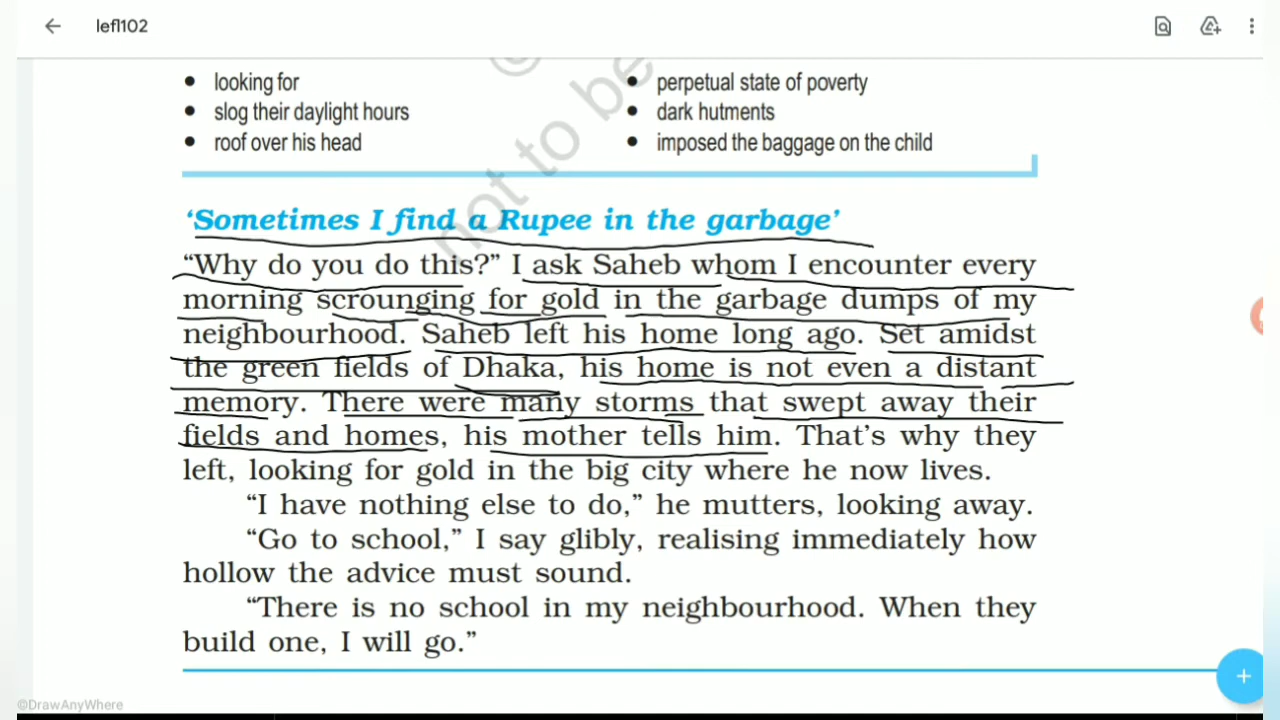 lefl102
looking for
perpetual state of poverty
slog their daylight hours
dark hutments
roof over his head
imposed the baggage on the child
not to be
‘Sometimes I find a Rupee in the garbage’
“Why do you do this?” I ask Saheb whom I encounter every
morning scrounging for gold in the garbage dumps of my
neighbourhood. Saheb left his home long ago. Set amidst
the green fields of Dhaka, his home is not even a distant
memory. There were many storms that swept away their
fields and homes, his mother tells him. That’s why they
left, looking for gold in the big city where he now lives.
“I have nothing else to do,” he mutters, looking away.
“Go to school,” I say glibly, realising immediately how
hollow the advice must sound.
“There is no school in my neighbourhood. When they
build one, I will go.”
©DrawAnyWhere